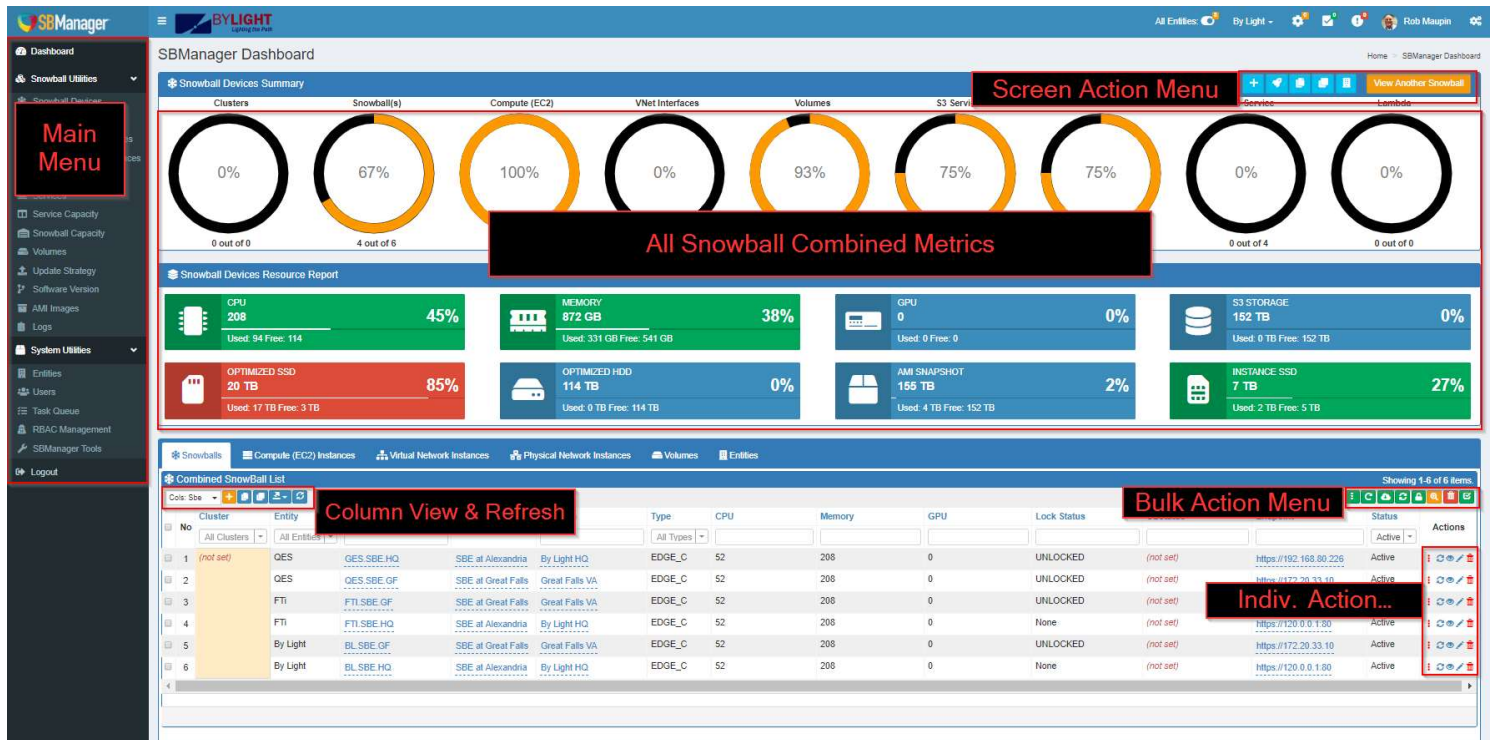 SBManager
BYLIGHT
Lighting the Path
All Entities:
By Light
Rob Maupin
Dashboard
Snowball Utilities
Snowball Devices
Service Capacity
Snowball Capacity
Volumes
Update Strategy
Software Version
AMI Images
Logs
System Utilities
Entities
Users
Task Queue
RBAC Management
SBManager Tools
Logout
Main
Menu
SBManager Dashboard
Home > SBManager Dashboard
Snowball Devices Summary
Screen Action Menu
View Another Snowball
Clusters Snowball(s) Compute (EC2) VNet Interfaces Volumes S3 Service Lambda
0% 67% 100% 0% 93% 75% 75% 0% 0%
0 out of 0 4 out of 6 0 out of 4 0 out of 0
All Snowball Combined Metrics
Snowball Devices Resource Report
CPU
208 45%
Used: 94 Free: 114
MEMORY
872 GB 38%
Used: 331 GB Free: 541 GB
GPU
0 0%
Used: 0 Free: 0
S3 STORAGE
152 TB 0%
Used: 0 TB Free: 152 TB
OPTIMIZED SSD
20 TB 85%
Used: 17 TB Free: 3 TB
OPTIMIZED HDD
114 TB 0%
Used: 0 TB Free: 114 TB
AMI SNAPSHOT
155 TB 2%
Used: 4 TB Free: 152 TB
INSTANCE SSD
7 TB 27%
Used: 2 TB Free: 5 TB
Snowballs Compute (EC2) Instances Virtual Network Instances Physical Network Instances Volumes Entities
Combined SnowBall List Showing 1-6 of 6 items.
Cols: Sbe
Column View & Refresh
Bulk Action Menu
No Cluster Entity Type CPU Memory GPU Lock Status Status Actions
All Clusters All Entities All Types Active
1 (not set) QES GES.SBE.HQ SBE at Alexandria By Light HQ EDGE_C 52 208 0 UNLOCKED (not set) https://192.168.80.226 Active
2 QES QES.SBE.GF SBE at Great Falls Great Falls VA EDGE_C 52 208 0 UNLOCKED (not set) https://172.20.33.10 Active
3 FTi FTI.SBE.GF SBE at Great Falls Great Falls VA EDGE_C 52 208 0 UNLOCKED (not set)
4 FTi FTI.SBE.HQ SBE at Alexandria By Light HQ EDGE_C 52 208 0 None (not set) https://120.0.0.1:80 Active
5 By Light BL.SBE.GF SBE at Great Falls Great Falls VA EDGE_C 52 208 0 UNLOCKED (not set) https://172.20.33.10 Active
6 By Light BL.SBE.HQ SBE at Alexandria By Light HQ EDGE_C 52 208 0 None (not set) https://120.0.0.1:80 Active
Indiv. Action...